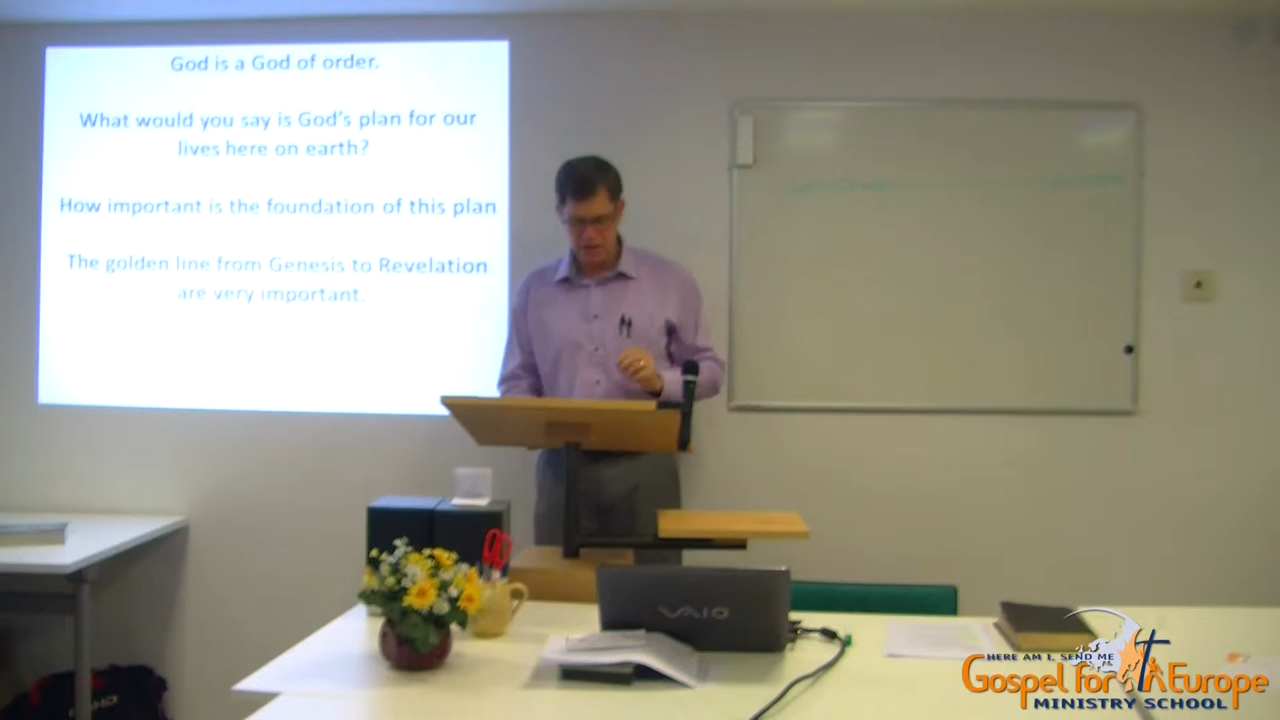 God is a God of order.
What would you say is God's plan for our
lives here on earth?
How important is the foundation of this plan
The golden line from Genesis to Revelation
are very important.
VAIO
HERE AM I, SEND ME
Gospel for Europe
MINISTRY SCHOOL